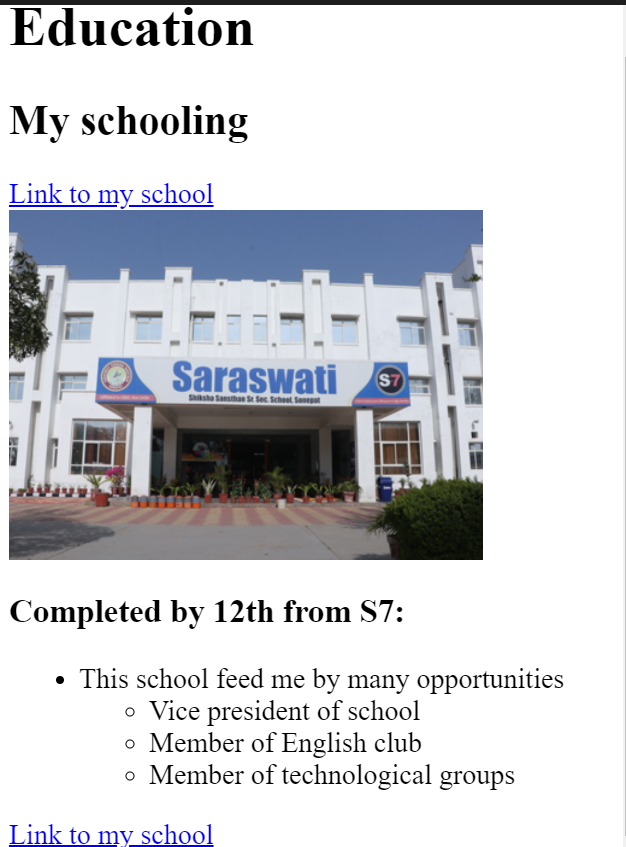 Education
My schooling
Link to my school
Saraswati
Shiksha Sansthan Sr. Sec. School, Sonepat
S7
Completed by 12th from S7:
This school feed me by many opportunities
Vice president of school
Member of English club
Member of technological groups
Link to my school